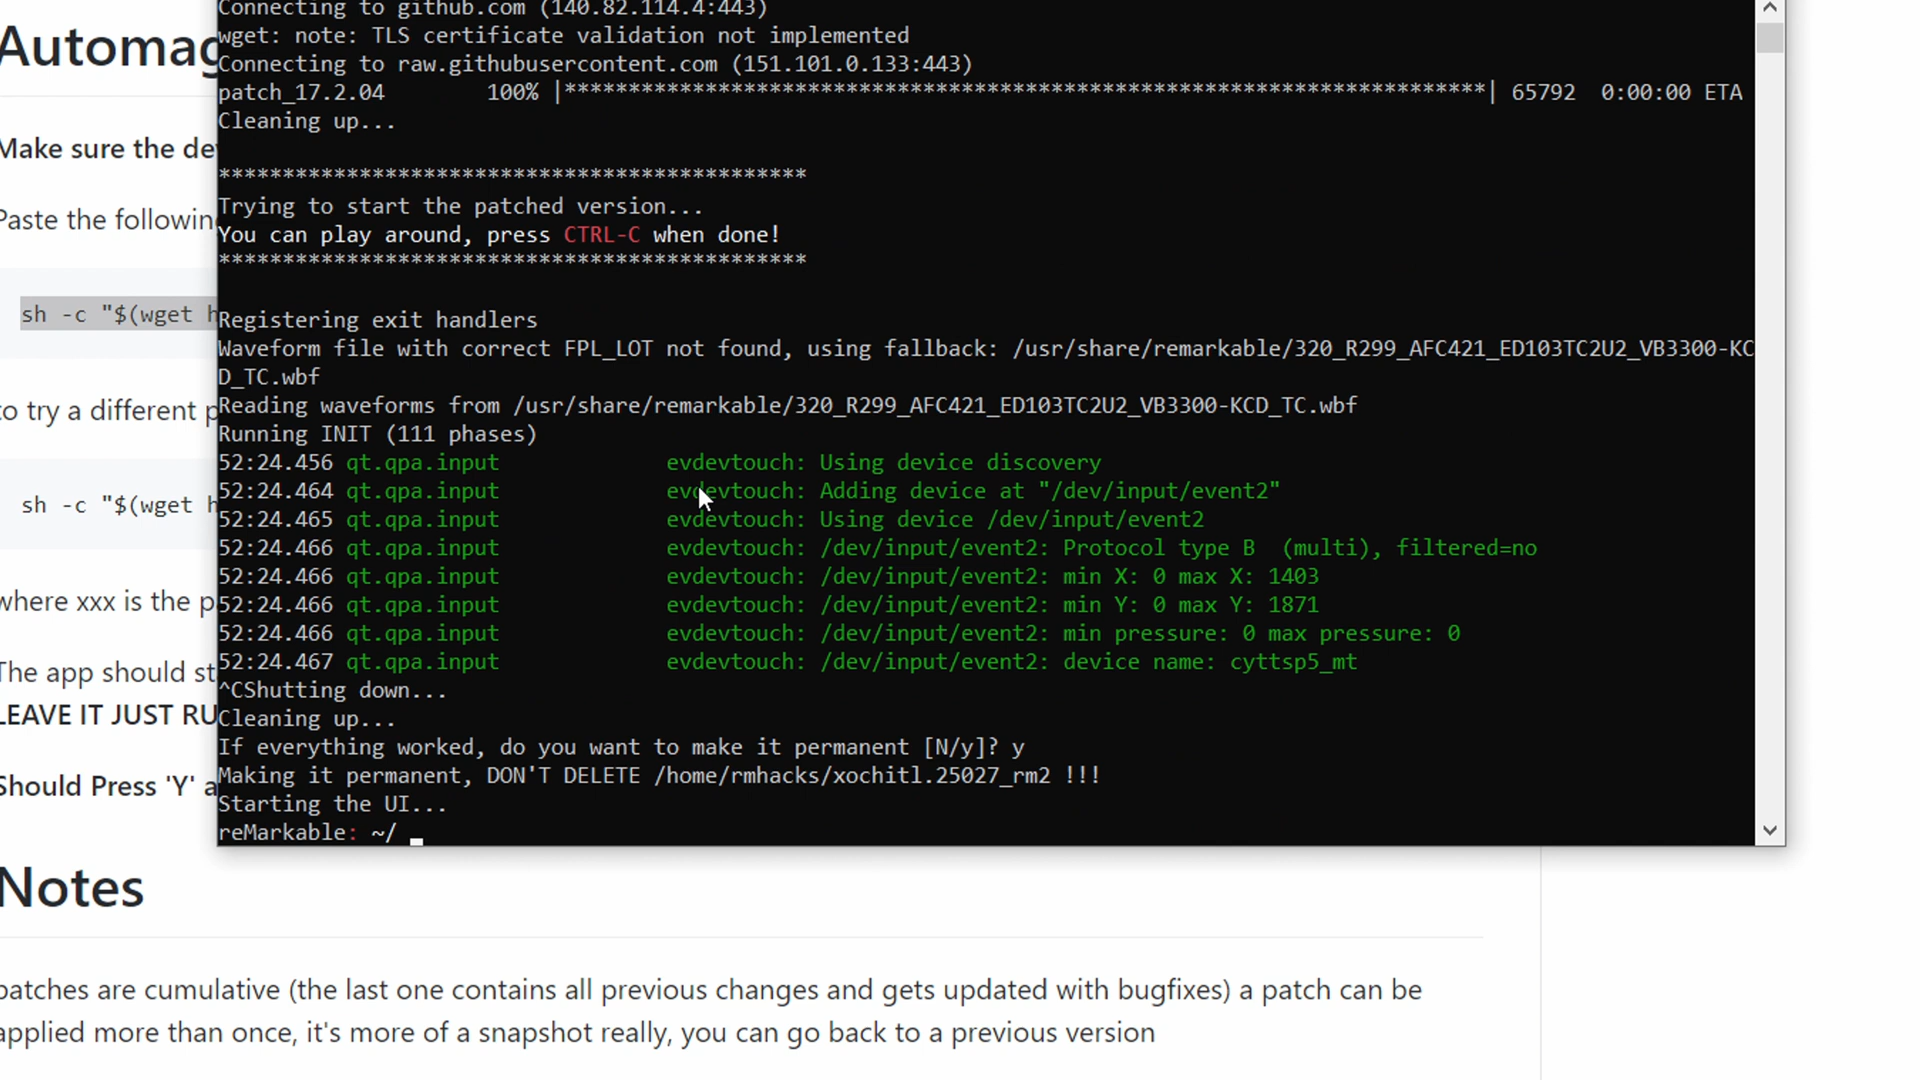 Connecting to github.com (140.82.114.4:443)
wget: note: TLS certificate validation not implemented
Connecting to raw.githubusercontent.com (151.101.0.133:443)
patch_17.2.04 100% |************************************************************************| 65792 0:00:00 ETA
Cleaning up...
**********************************************
Trying to start the patched version...
You can play around, press CTRL-C when done!
**********************************************
Registering exit handlers
Waveform file with correct FPL_LOT not found, using fallback: /usr/share/remarkable/320_R299_AFC421_ED103TC2U2_VB3300-KC
D_TC.wbf
Reading waveforms from /usr/share/remarkable/320_R299_AFC421_ED103TC2U2_VB3300-KCD_TC.wbf
Running INIT (111 phases)
52:24.456 qt.qpa.input evdevtouch: Using device discovery
52:24.464 qt.qpa.input evdevtouch: Adding device at "/dev/input/event2"
52:24.465 qt.qpa.input evdevtouch: Using device /dev/input/event2
52:24.466 qt.qpa.input evdevtouch: /dev/input/event2: Protocol type B (multi), filtered=no
52:24.466 qt.qpa.input evdevtouch: /dev/input/event2: min X: 0 max X: 1403
52:24.466 qt.qpa.input evdevtouch: /dev/input/event2: min Y: 0 max Y: 1871
52:24.466 qt.qpa.input evdevtouch: /dev/input/event2: min pressure: 0 max pressure: 0
52:24.467 qt.qpa.input evdevtouch: /dev/input/event2: device name: cyttsp5_mt
^CShutting down...
Cleaning up...
If everything worked, do you want to make it permanent [N/y]? y
Making it permanent, DON'T DELETE /home/rmhacks/xochitl.25027_rm2 !!!
Starting the UI...
reMarkable: ~/
Automag
Make sure the de
Paste the followin
sh -c "$(wget h
to try a different p
sh -c "$(wget h
where xxx is the p
The app should st
LEAVE IT JUST RU
Should Press 'Y' a
Notes
patches are cumulative (the last one contains all previous changes and gets updated with bugfixes) a patch can be
applied more than once, it's more of a snapshot really, you can go back to a previous version